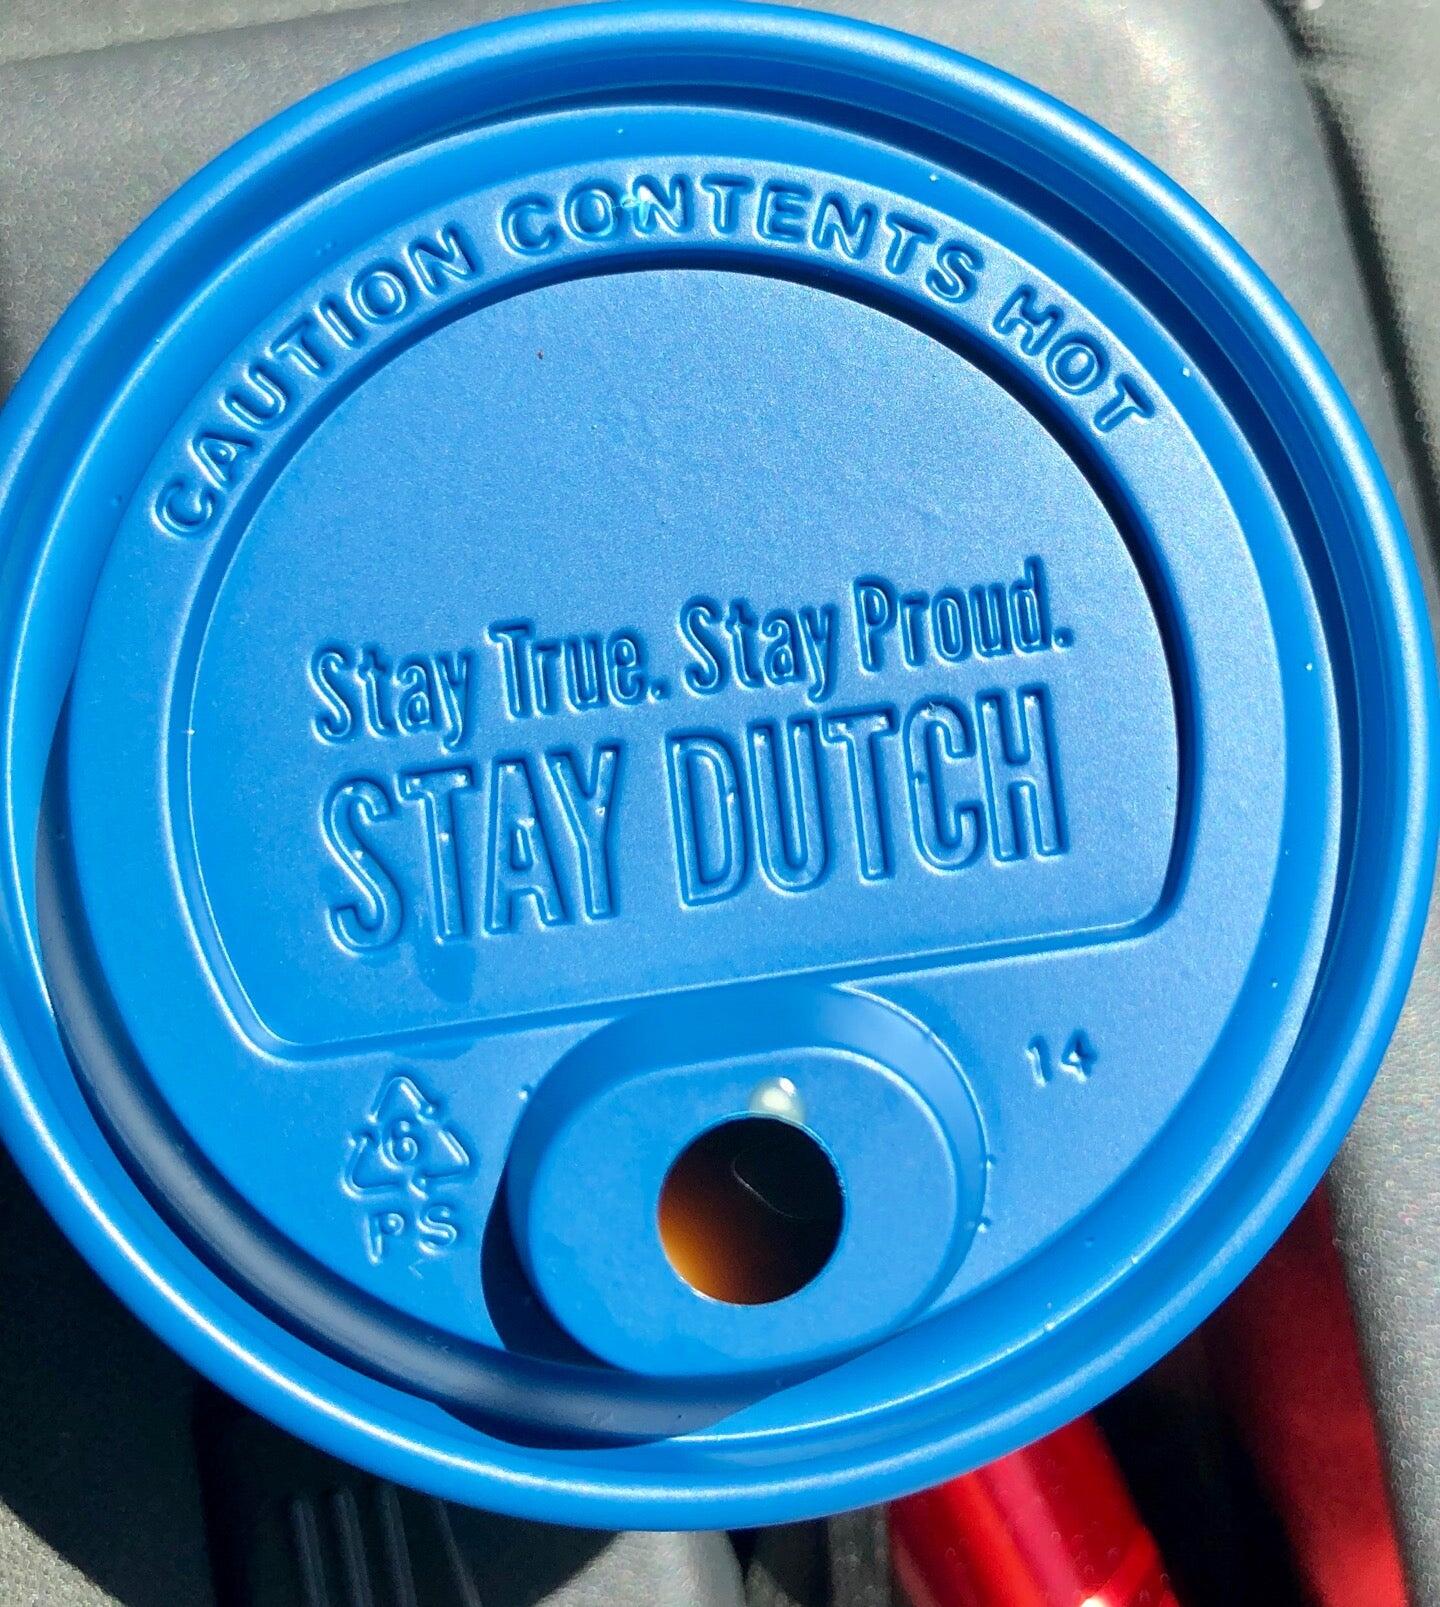 CAUTION CONTENTS HOT
Stay True. Stay Proud.
STAY DUTCH
14
6
PS